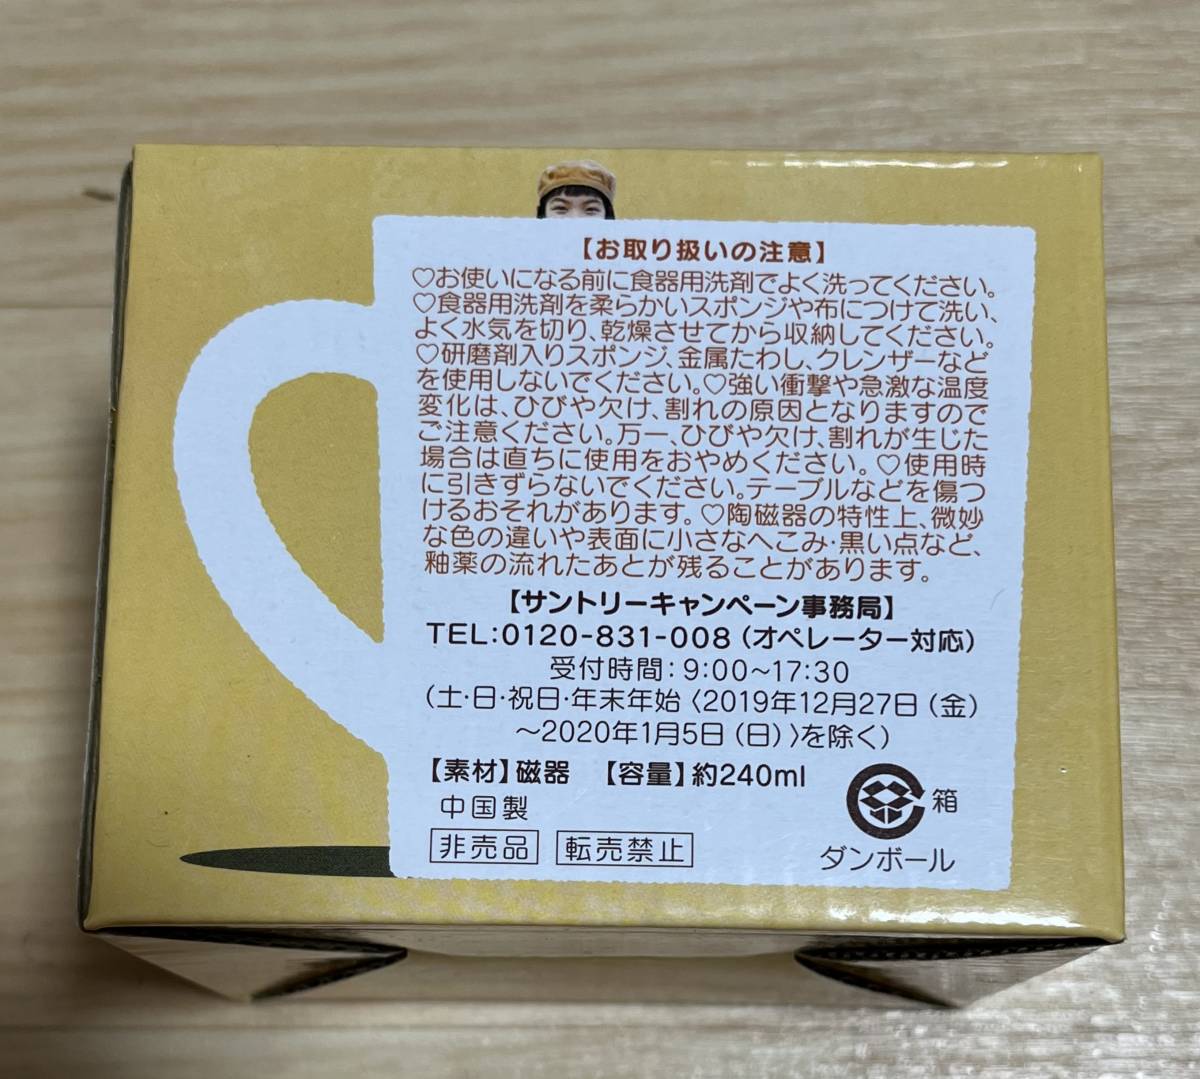 【お取り扱いの注意】
♡お使いになる前に食器用洗剤でよく洗ってください。
♡食器用洗剤を柔らかいスポンジや布につけて洗い、
よく水気を切り、乾燥させてから収納してください。
♡研磨剤入りスポンジ、金属たわし、クレンザーなど
を使用しないでください。♡強い衝撃や急激な温度
変化は、ひびや欠け、割れの原因となりますので
ご注意ください。万一、ひびや欠け、割れが生じた
場合は直ちに使用をおやめください。♡使用時
に引きずらないでください。テーブルなどを傷つ
けるおそれがあります。♡陶磁器の特性上、微妙
な色の違いや表面に小さなへこみ・黒い点など、
釉薬の流れたあとが残ることがあります。
【サントリーキャンペーン事務局】
TEL:0120-831-008（オペレーター対応）
受付時間：9:00～17:30
（土・日・祝日・年末年始〈2019年12月27日（金）
～2020年1月5日（日）〉を除く）
【素材】磁器　【容量】約240ml
中国製
非売品　転売禁止
箱
ダンボール